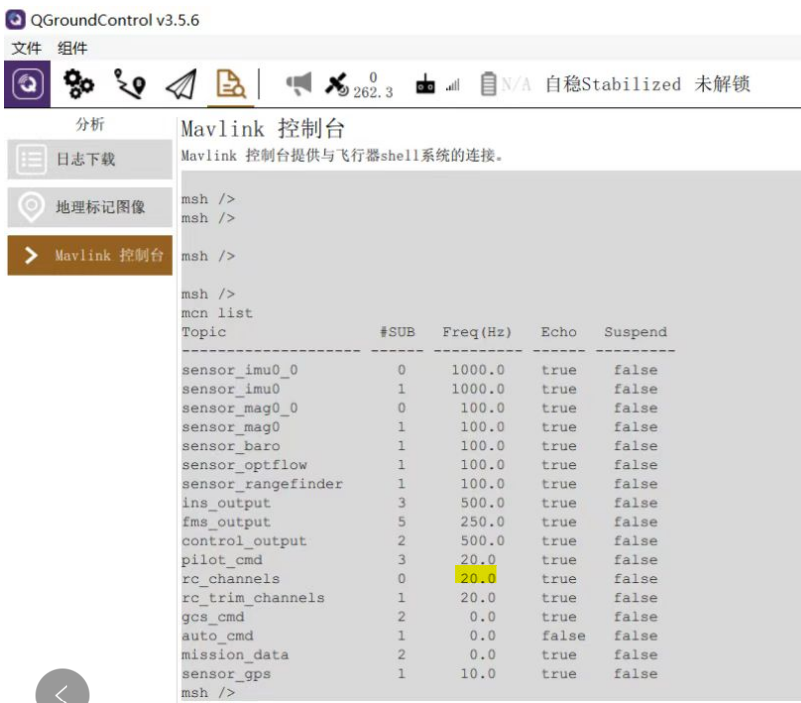 QGroundControl v3.5.6
文件 组件
0
262.3
N/A 自稳Stabilized 未解锁
分析
日志下载
地理标记图像
Mavlink 控制台
Mavlink 控制台
Mavlink 控制台提供与飞行器shell系统的连接。
msh />
msh />
msh />
msh />
mcn list
Topic #SUB Freq(Hz) Echo Suspend
-------------------- ------ ---------- ------ ---------
sensor_imu0_0 0 1000.0 true false
sensor_imu0 1 1000.0 true false
sensor_mag0_0 0 100.0 true false
sensor_mag0 1 100.0 true false
sensor_baro 1 100.0 true false
sensor_optflow 1 100.0 true false
sensor_rangefinder 1 100.0 true false
ins_output 3 500.0 true false
fms_output 5 250.0 true false
control_output 2 500.0 true false
pilot_cmd 3 20.0 true false
rc_channels 0 20.0 true false
rc_trim_channels 1 20.0 true false
gcs_cmd 2 0.0 true false
auto_cmd 1 0.0 false false
mission_data 2 0.0 true false
sensor_gps 1 10.0 true false
msh />